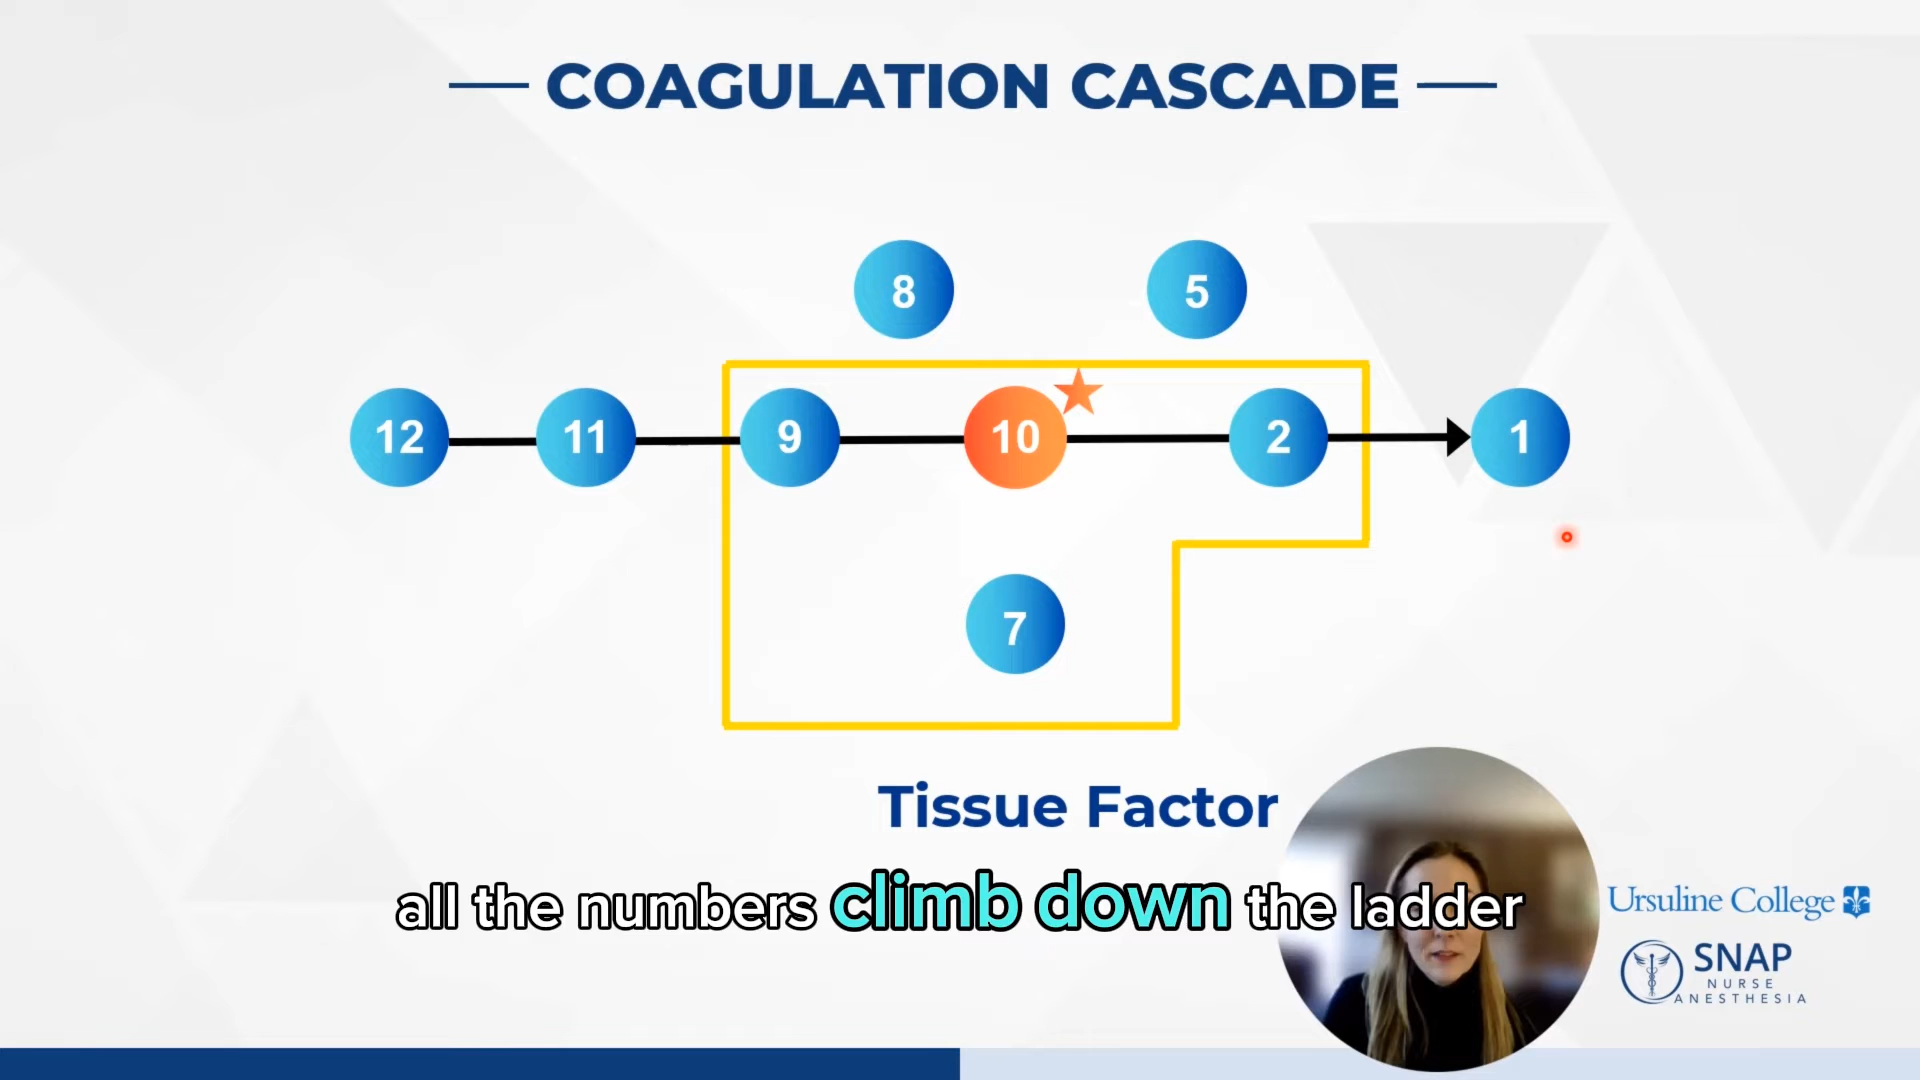 COAGULATION CASCADE
8
5
12
11
9
10
2
1
7
Tissue Factor
all the numbers climb down the ladder
Ursuline College
SNAP
NURSE
ANESTHESIA